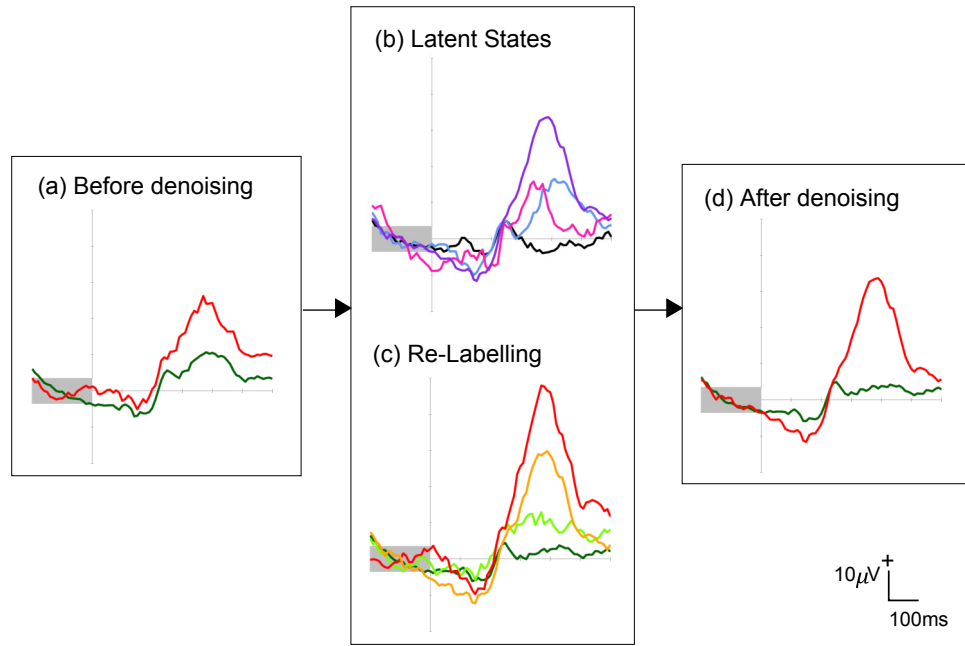 (a) Before denoising
(b) Latent States
(c) Re-Labelling
(d) After denoising
+
10μV
100ms